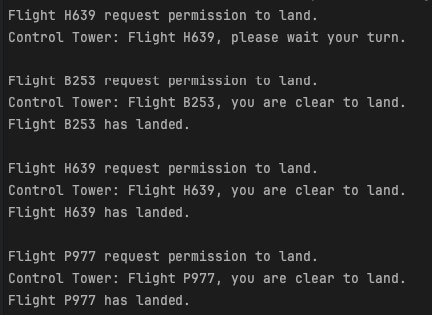 Flight H639 request permission to land.
Control Tower: Flight H639, please wait your turn.
Flight B253 request permission to land.
Control Tower: Flight B253, you are clear to land.
Flight B253 has landed.
Flight H639 request permission to land.
Control Tower: Flight H639, you are clear to land.
Flight H639 has landed.
Flight P977 request permission to land.
Control Tower: Flight P977, you are clear to land.
Flight P977 has landed.